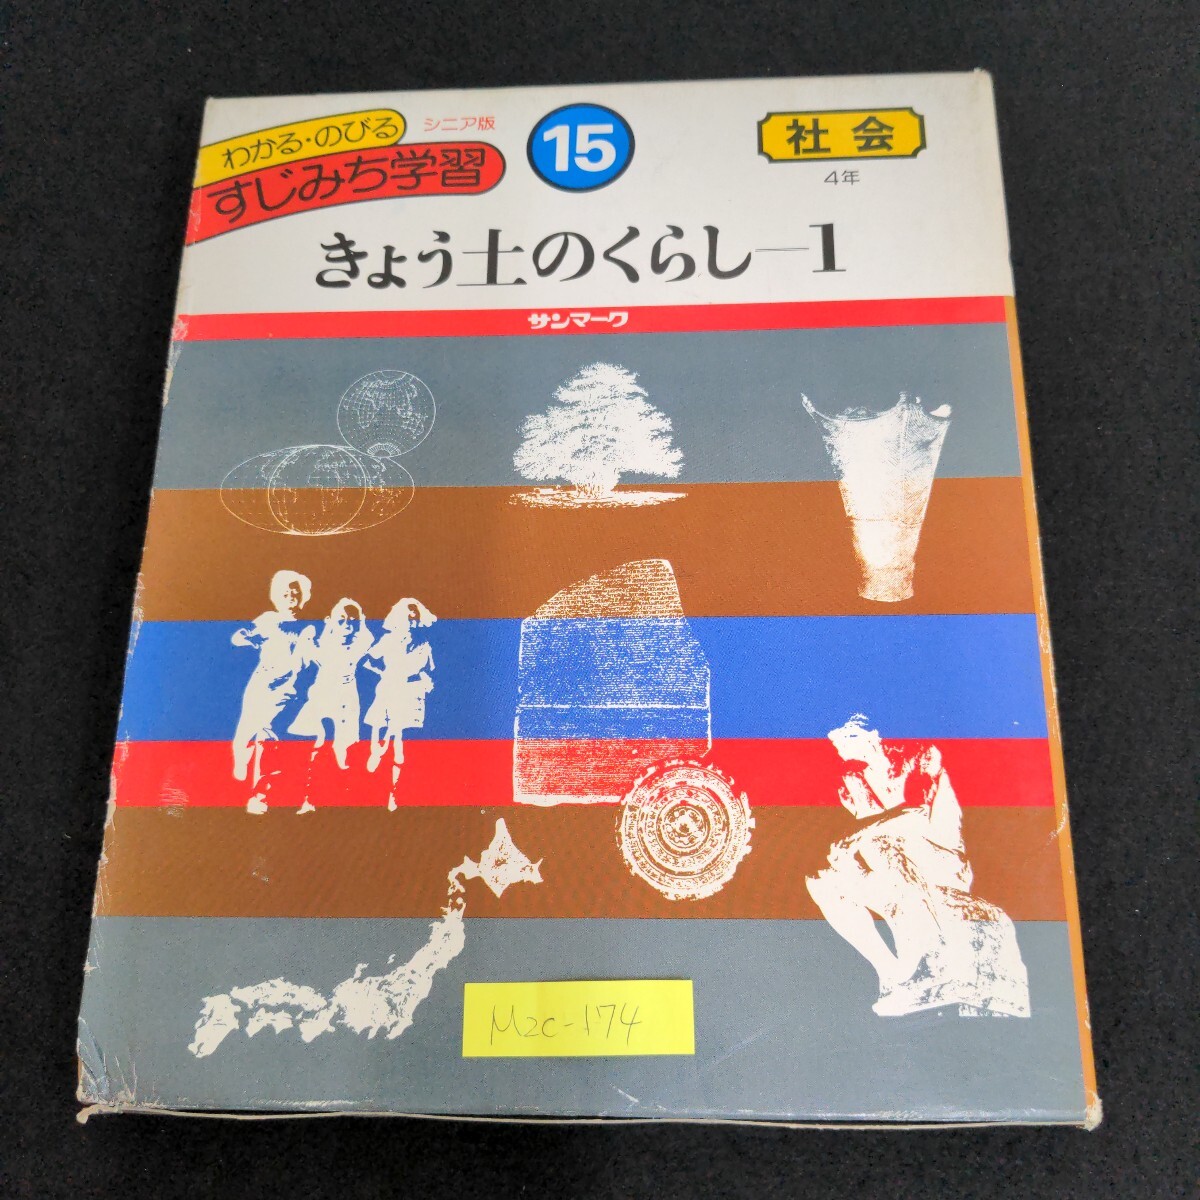 わかる・のびる
すじみち学習
シニア版
15
社会
4年
きょう土のくらし—1
サンマーク
M2C-174